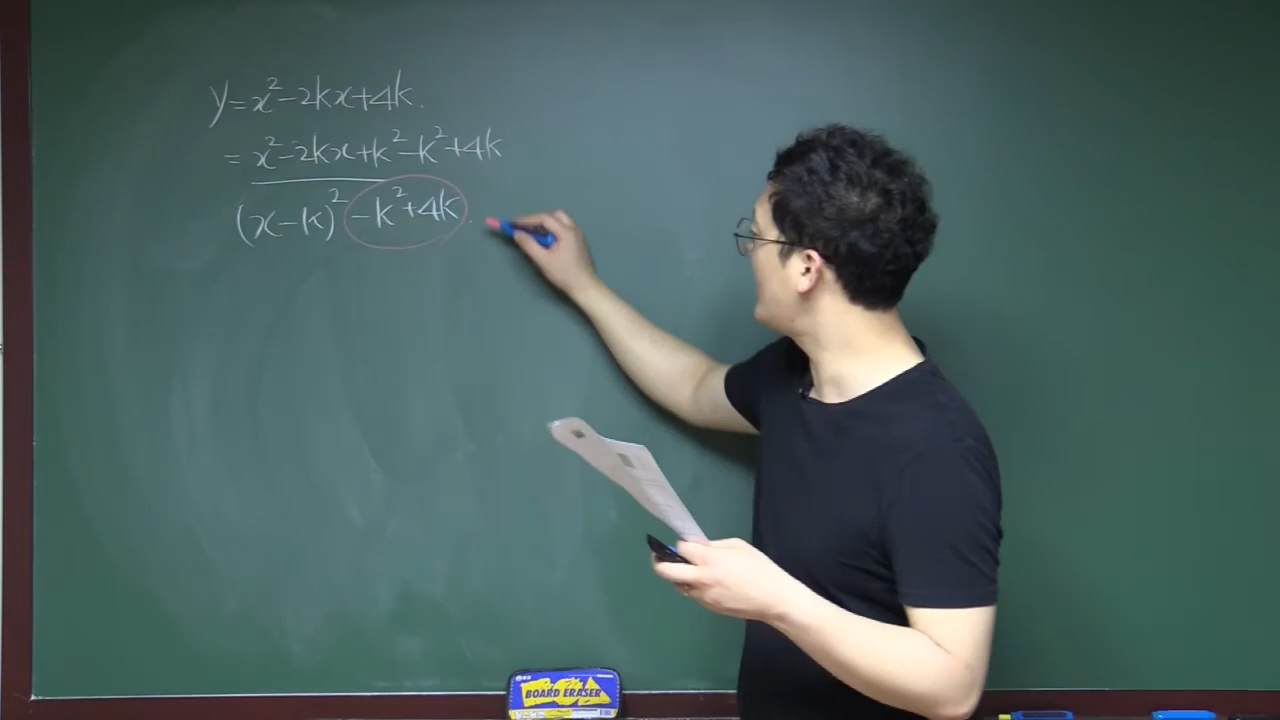 y=x²-2kx+4k.
=x²-2kx+k²-k²+4k
(x-k)²-k²+4k.
BOARD ERASER